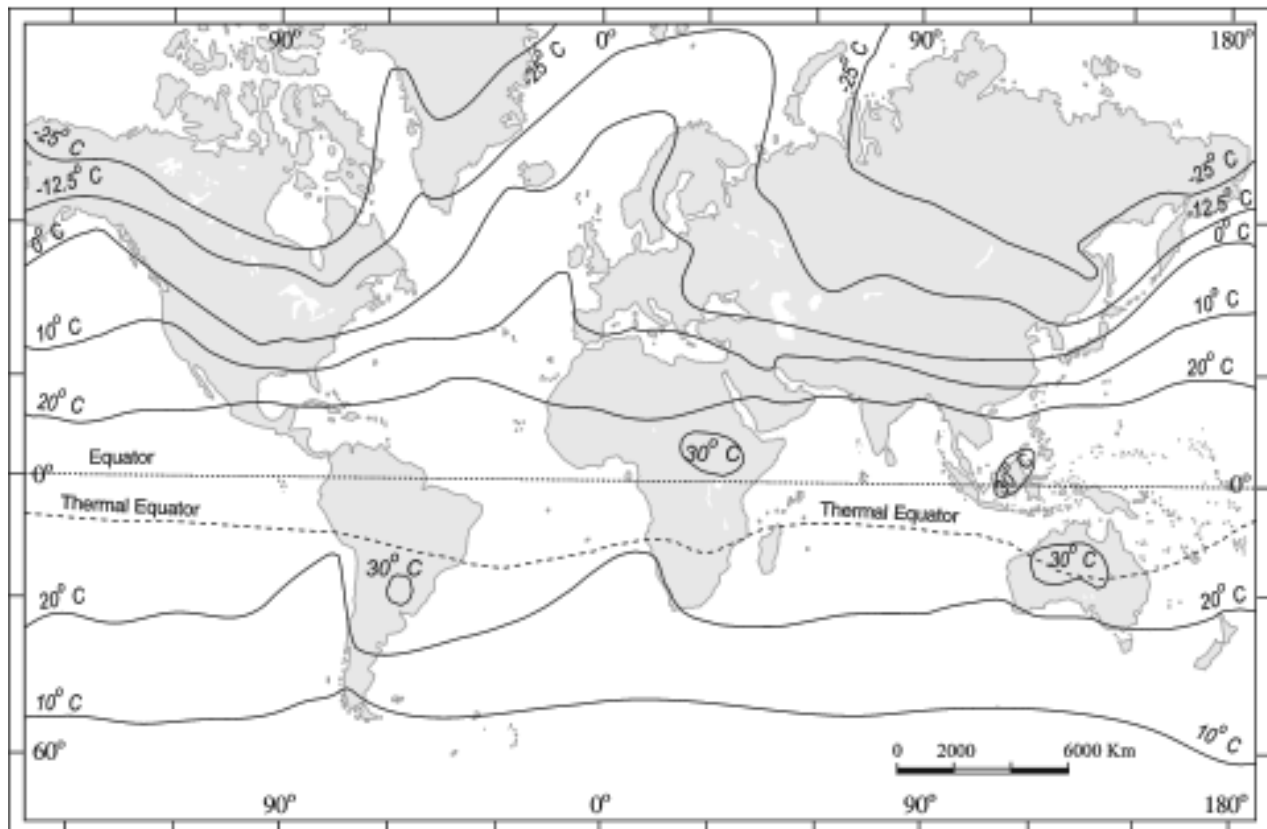 90° 0° 90° 180°
-25° C -25° C
-25° C -25° C
-12.5° C -12.5° C
0° C 0° C
10° C 10° C
20° C 20° C
30° C
Equator
0° 0°
Thermal Equator Thermal Equator
30° C 30° C
20° C 20° C
10° C 10° C
60°
0 2000 6000 Km
90° 0° 90° 180°